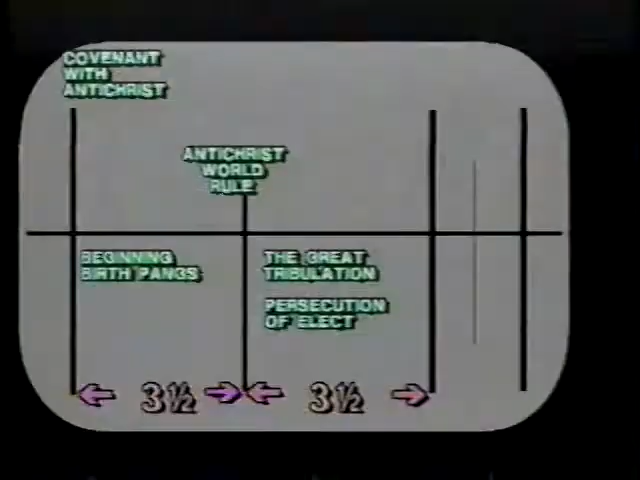 COVENANT
WITH
ANTICHRIST
ANTICHRIST
WORLD
RULE
BEGINNING
BIRTH PANGS
THE GREAT
TRIBULATION
PERSECUTION
OF ELECT
3½ 3½